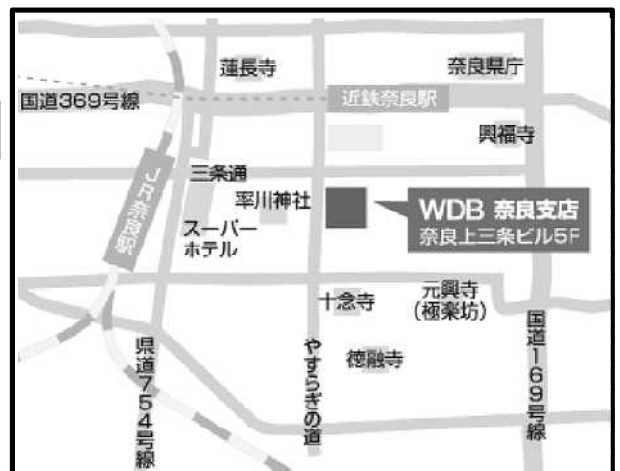 蓮長寺
奈良県庁
国道369号線
近鉄奈良駅
興福寺
三条通
JR奈良駅
率川神社
スーパー
ホテル
WDB 奈良支店
奈良上三条ビル5F
十念寺
元興寺
(極楽坊)
徳融寺
県道754号線
やすらぎの道
国道169号線